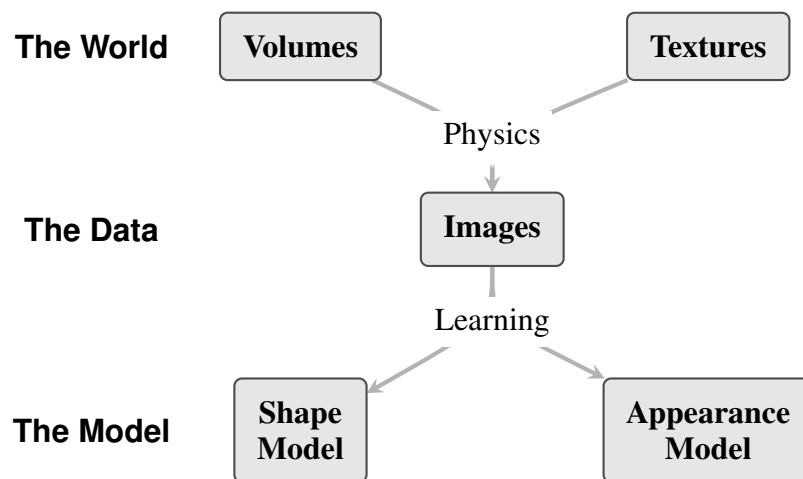 The World
Volumes
Textures
Physics
The Data
Images
Learning
The Model
Shape
Model
Appearance
Model